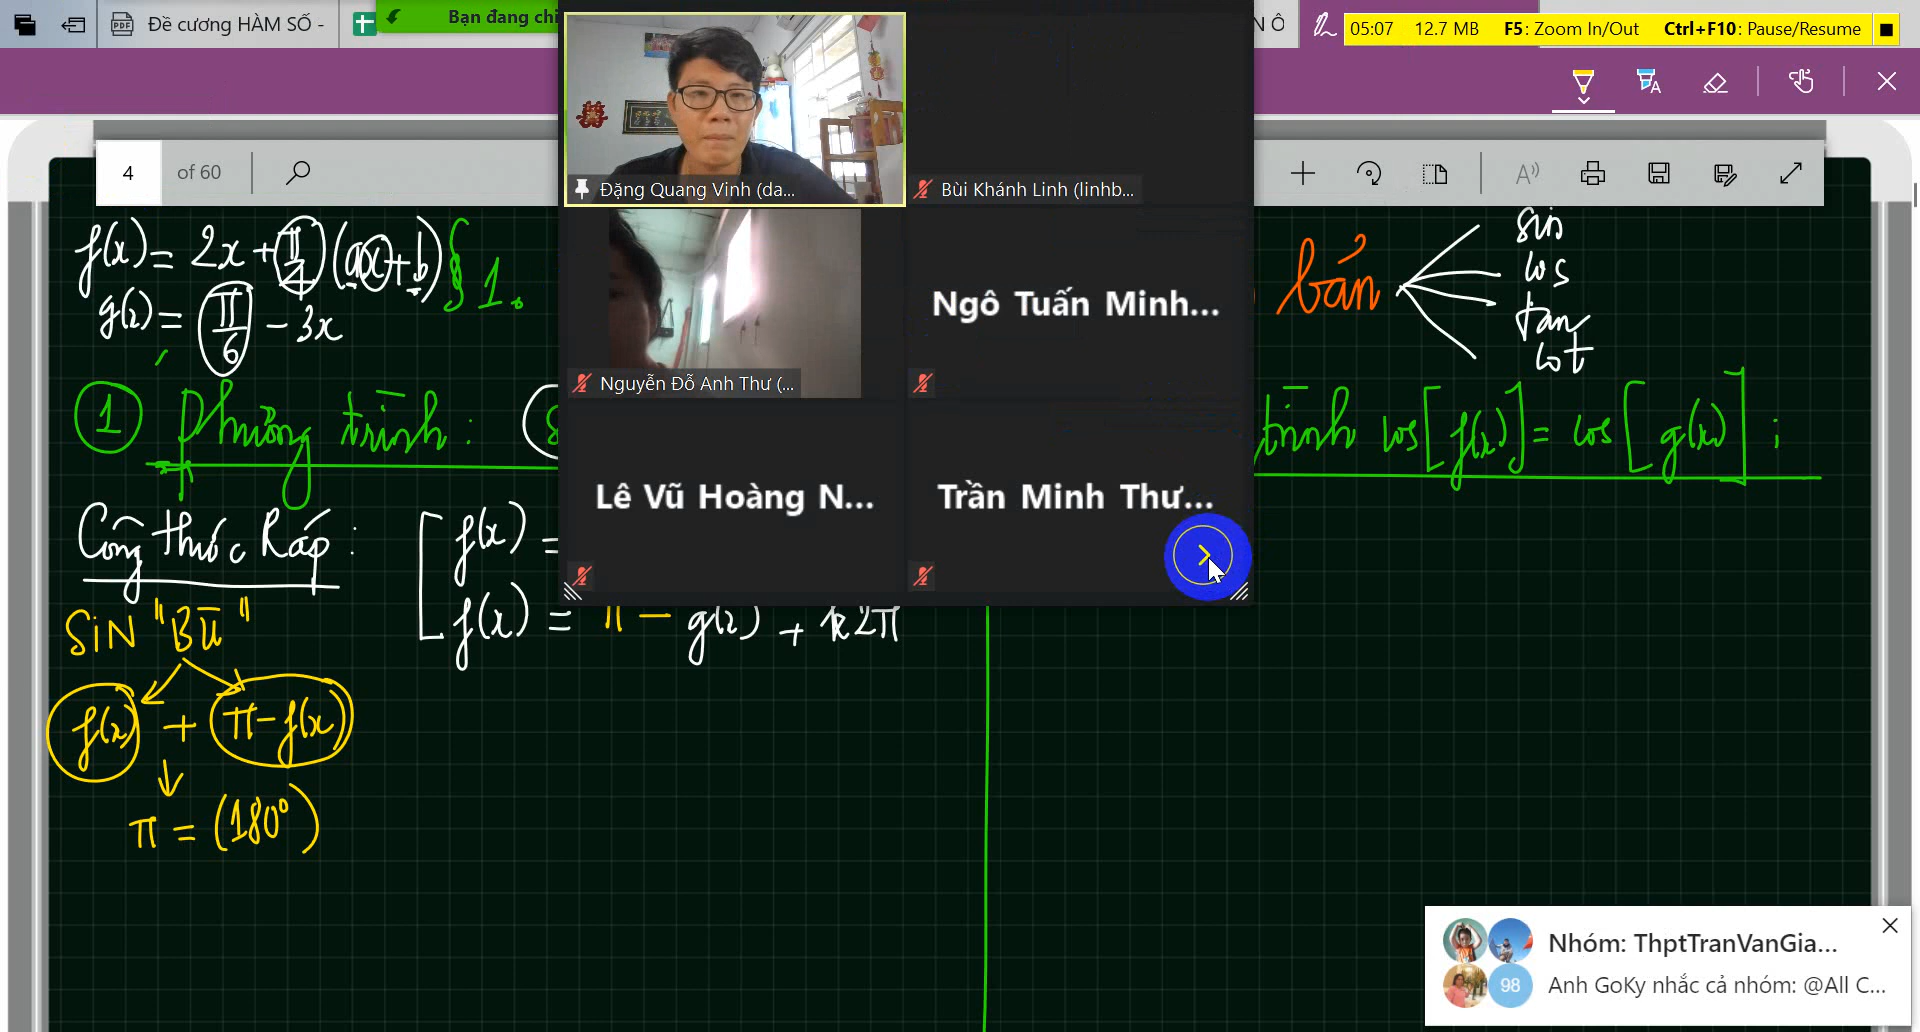 Đề cương HÀM SỐ -
Bạn đang chi
N Ô
05:07 12.7 MB F5: Zoom In/Out Ctrl+F10: Pause/Resume
4 of 60
Đặng Quang Vinh (da...
Bùi Khánh Linh (linhb...
Nguyễn Đỗ Anh Thư (...
Ngô Tuấn Minh...
Lê Vũ Hoàng N...
Trần Minh Thư...
f(x) = 2x + π/4 (ax + b)
g(x) = π/6 - 3x
§1.
bản
sin
cos
tan
cot
1 Phương trình:
trình cos[f(x)] = cos[g(x)];
Công thức Ráp:
f(x) =
f(x) = π - g(x) + k2π
SIN "BÙ"
f(x) + π - f(x)
π = (180°)
Nhóm: ThptTranVanGia...
98
Anh GoKy nhắc cả nhóm: @All C...